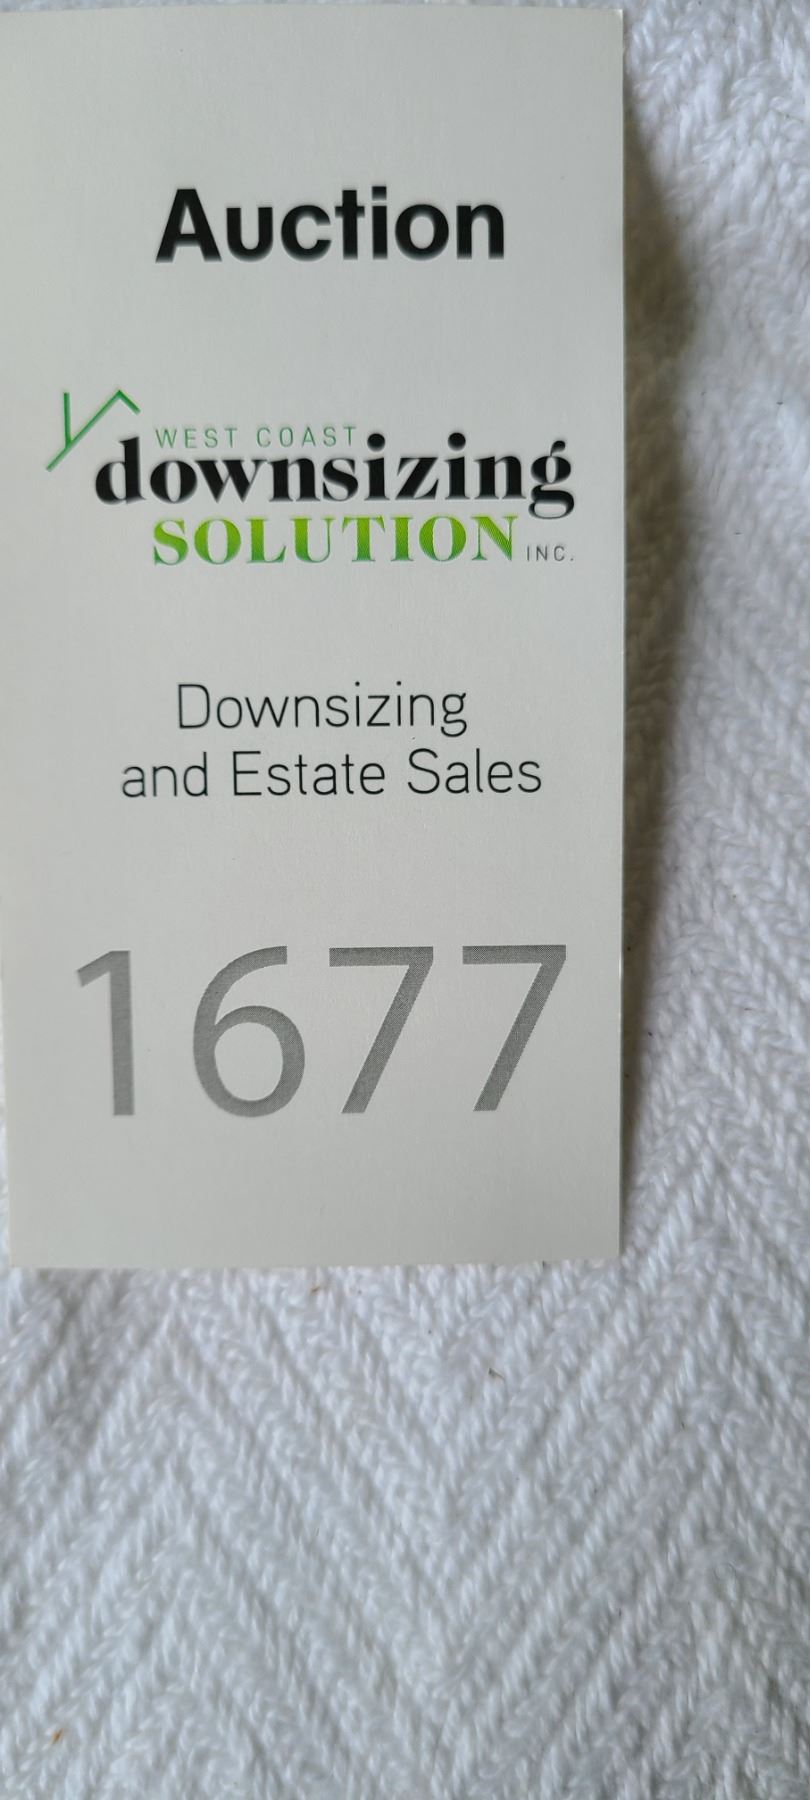 Auction
WEST COAST
downsizing
SOLUTION INC.
Downsizing
and Estate Sales
1677